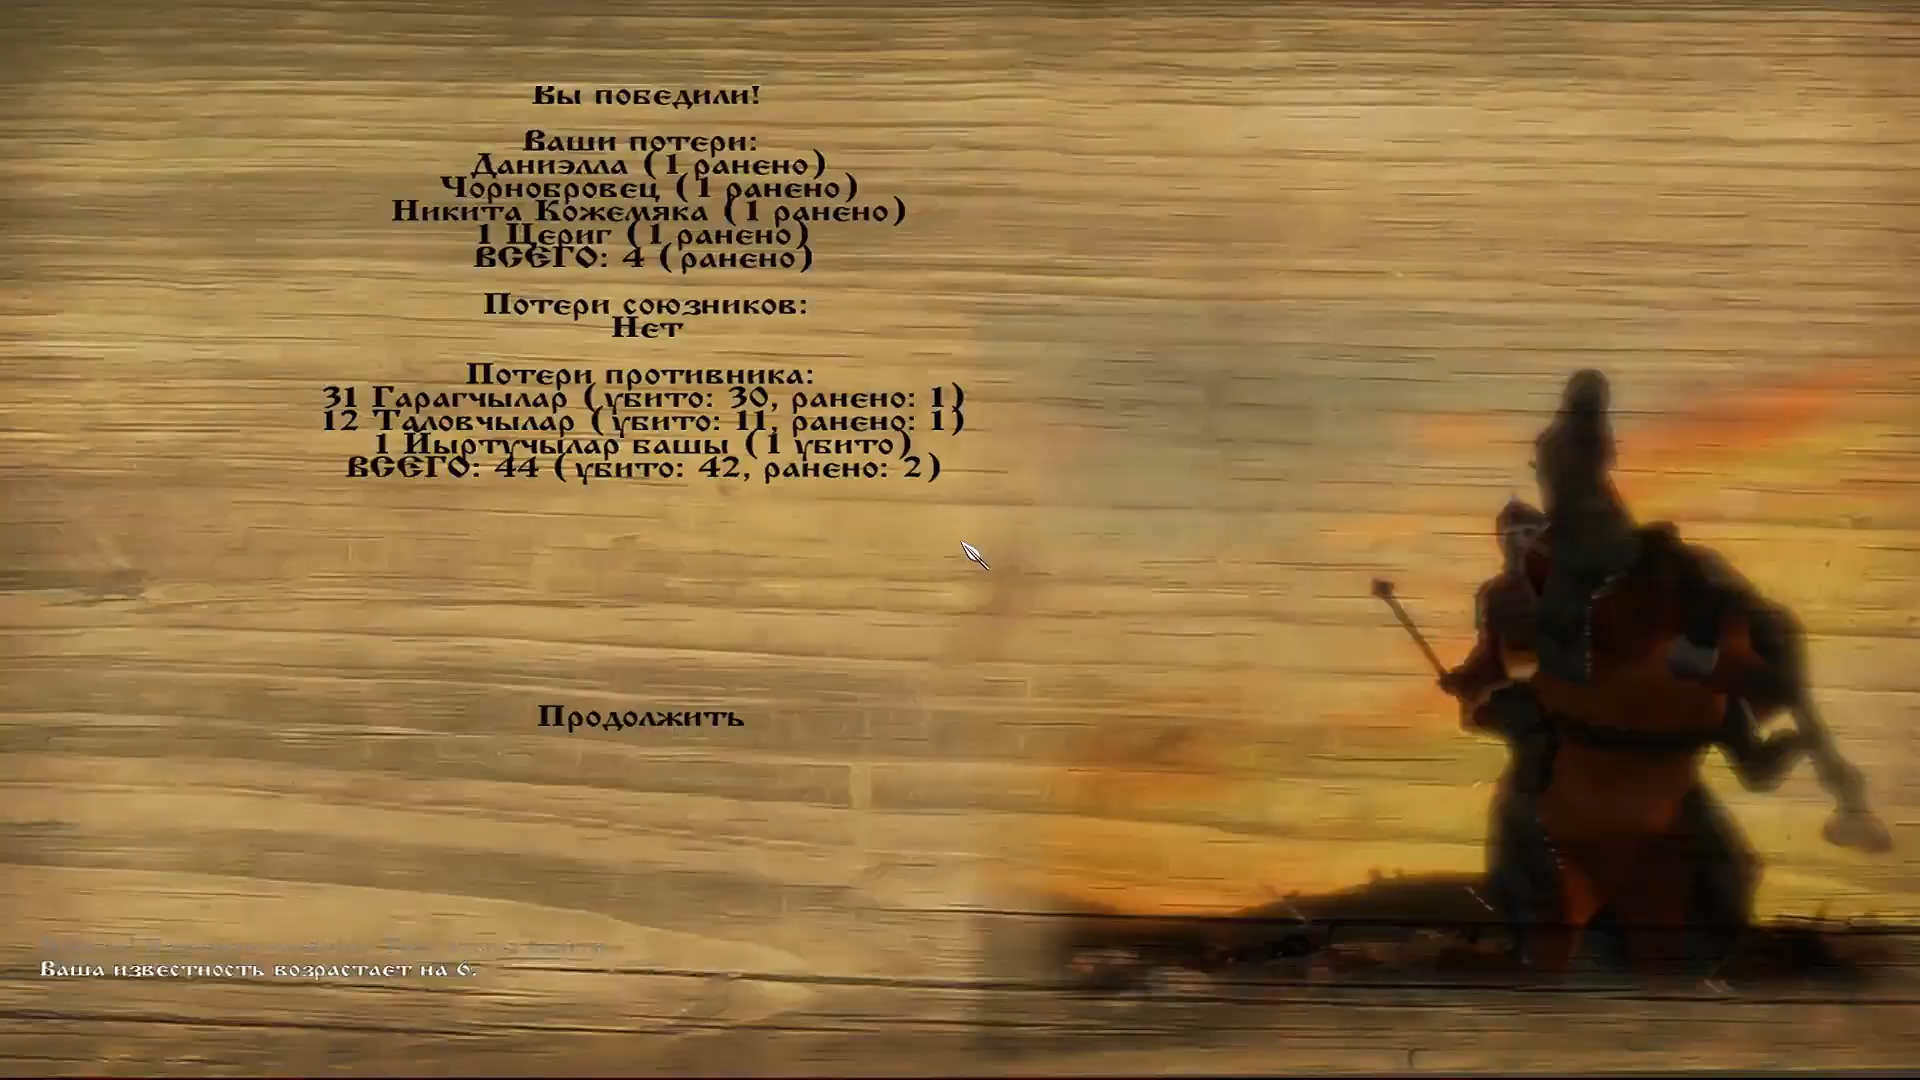 Вы победили!
Ваши потери:
Даниэлла (1 ранено)
Чорнобровец (1 ранено)
Никита Кожемяка (1 ранено)
1 Цериг (1 ранено)
ВСЕГО: 4 (ранено)
Потери союзников:
Нет
Потери противника:
31 Гарагчылар (убито: 30, ранено: 1)
12 Таловчылар (убито: 11, ранено: 1)
1 Йыртучылар башы (1 убито)
ВСЕГО: 44 (убито: 42, ранено: 2)
Продолжить
Ваша известность возрастает на 6.